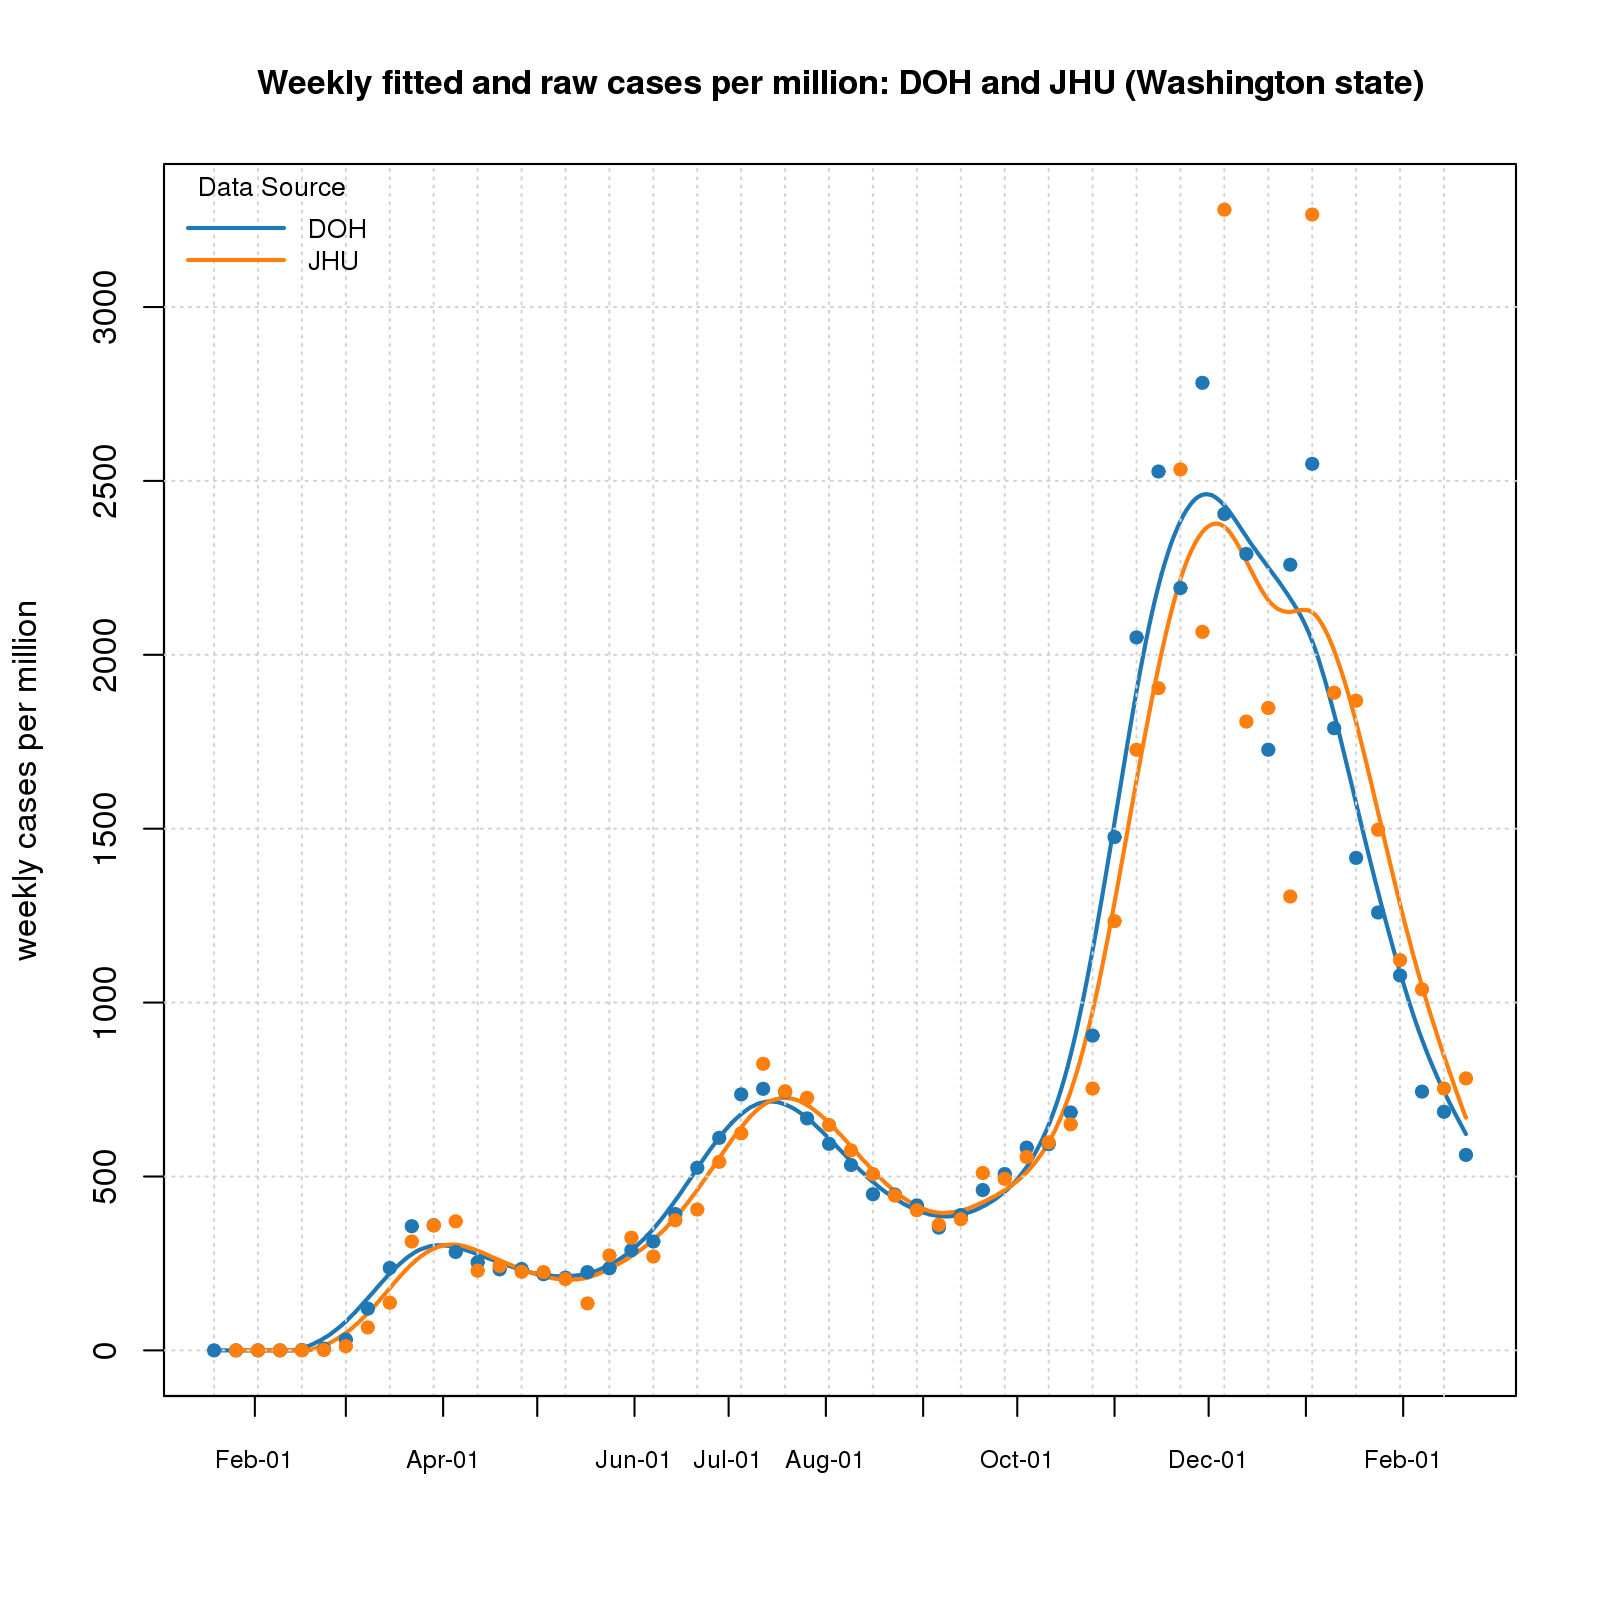 Weekly fitted and raw cases per million: DOH and JHU (Washington state)
Data Source
DOH
JHU
weekly cases per million
3000
2500
2000
1500
1000
500
0
Feb-01 Apr-01 Jun-01 Jul-01 Aug-01 Oct-01 Dec-01 Feb-01